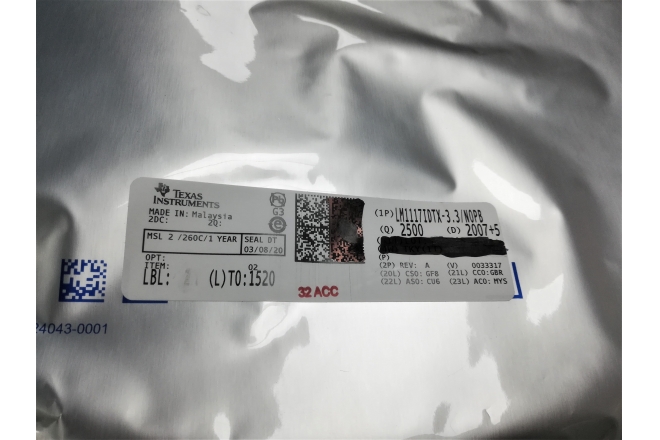 TEXAS
INSTRUMENTS
MADE IN: Malaysia
2DC: 2Q:
G3
MSL 2 /260C/1 YEAR SEAL DT
03/08/20
OPT:
ITEM:
LBL: (L)TO:1520
32 ACC
(1P)LM1117IDTX-3.3/NOPB
(Q) 2500 (D) 2007+5
(P)
(2P) REV: A (V) 0033317
(20L) CSO: GF8 (21L) CCO:GBR
(22L) ASO: CU6 (23L) ACO: MYS
24043-0001